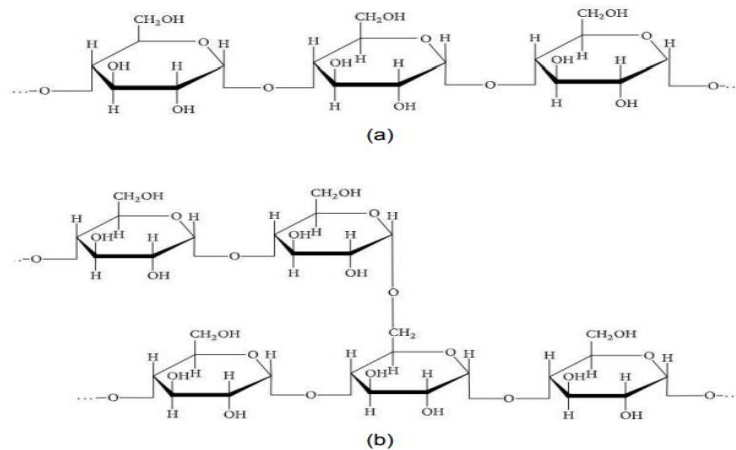 CH₂OH CH₂OH CH₂OH
H O H H O H H O H
H H
OH H OH H OH H
···—O O O O—···
H OH H OH H OH
(a)
CH₂OH CH₂OH
H O H H O H
OH H H OH H H
···—O O
H OH H OH
O
CH₂OH CH₂ CH₂OH
H O H H O H H O H
OH H H OH H H OH H H
···—O O O O—···
H OH H OH H OH
(b)